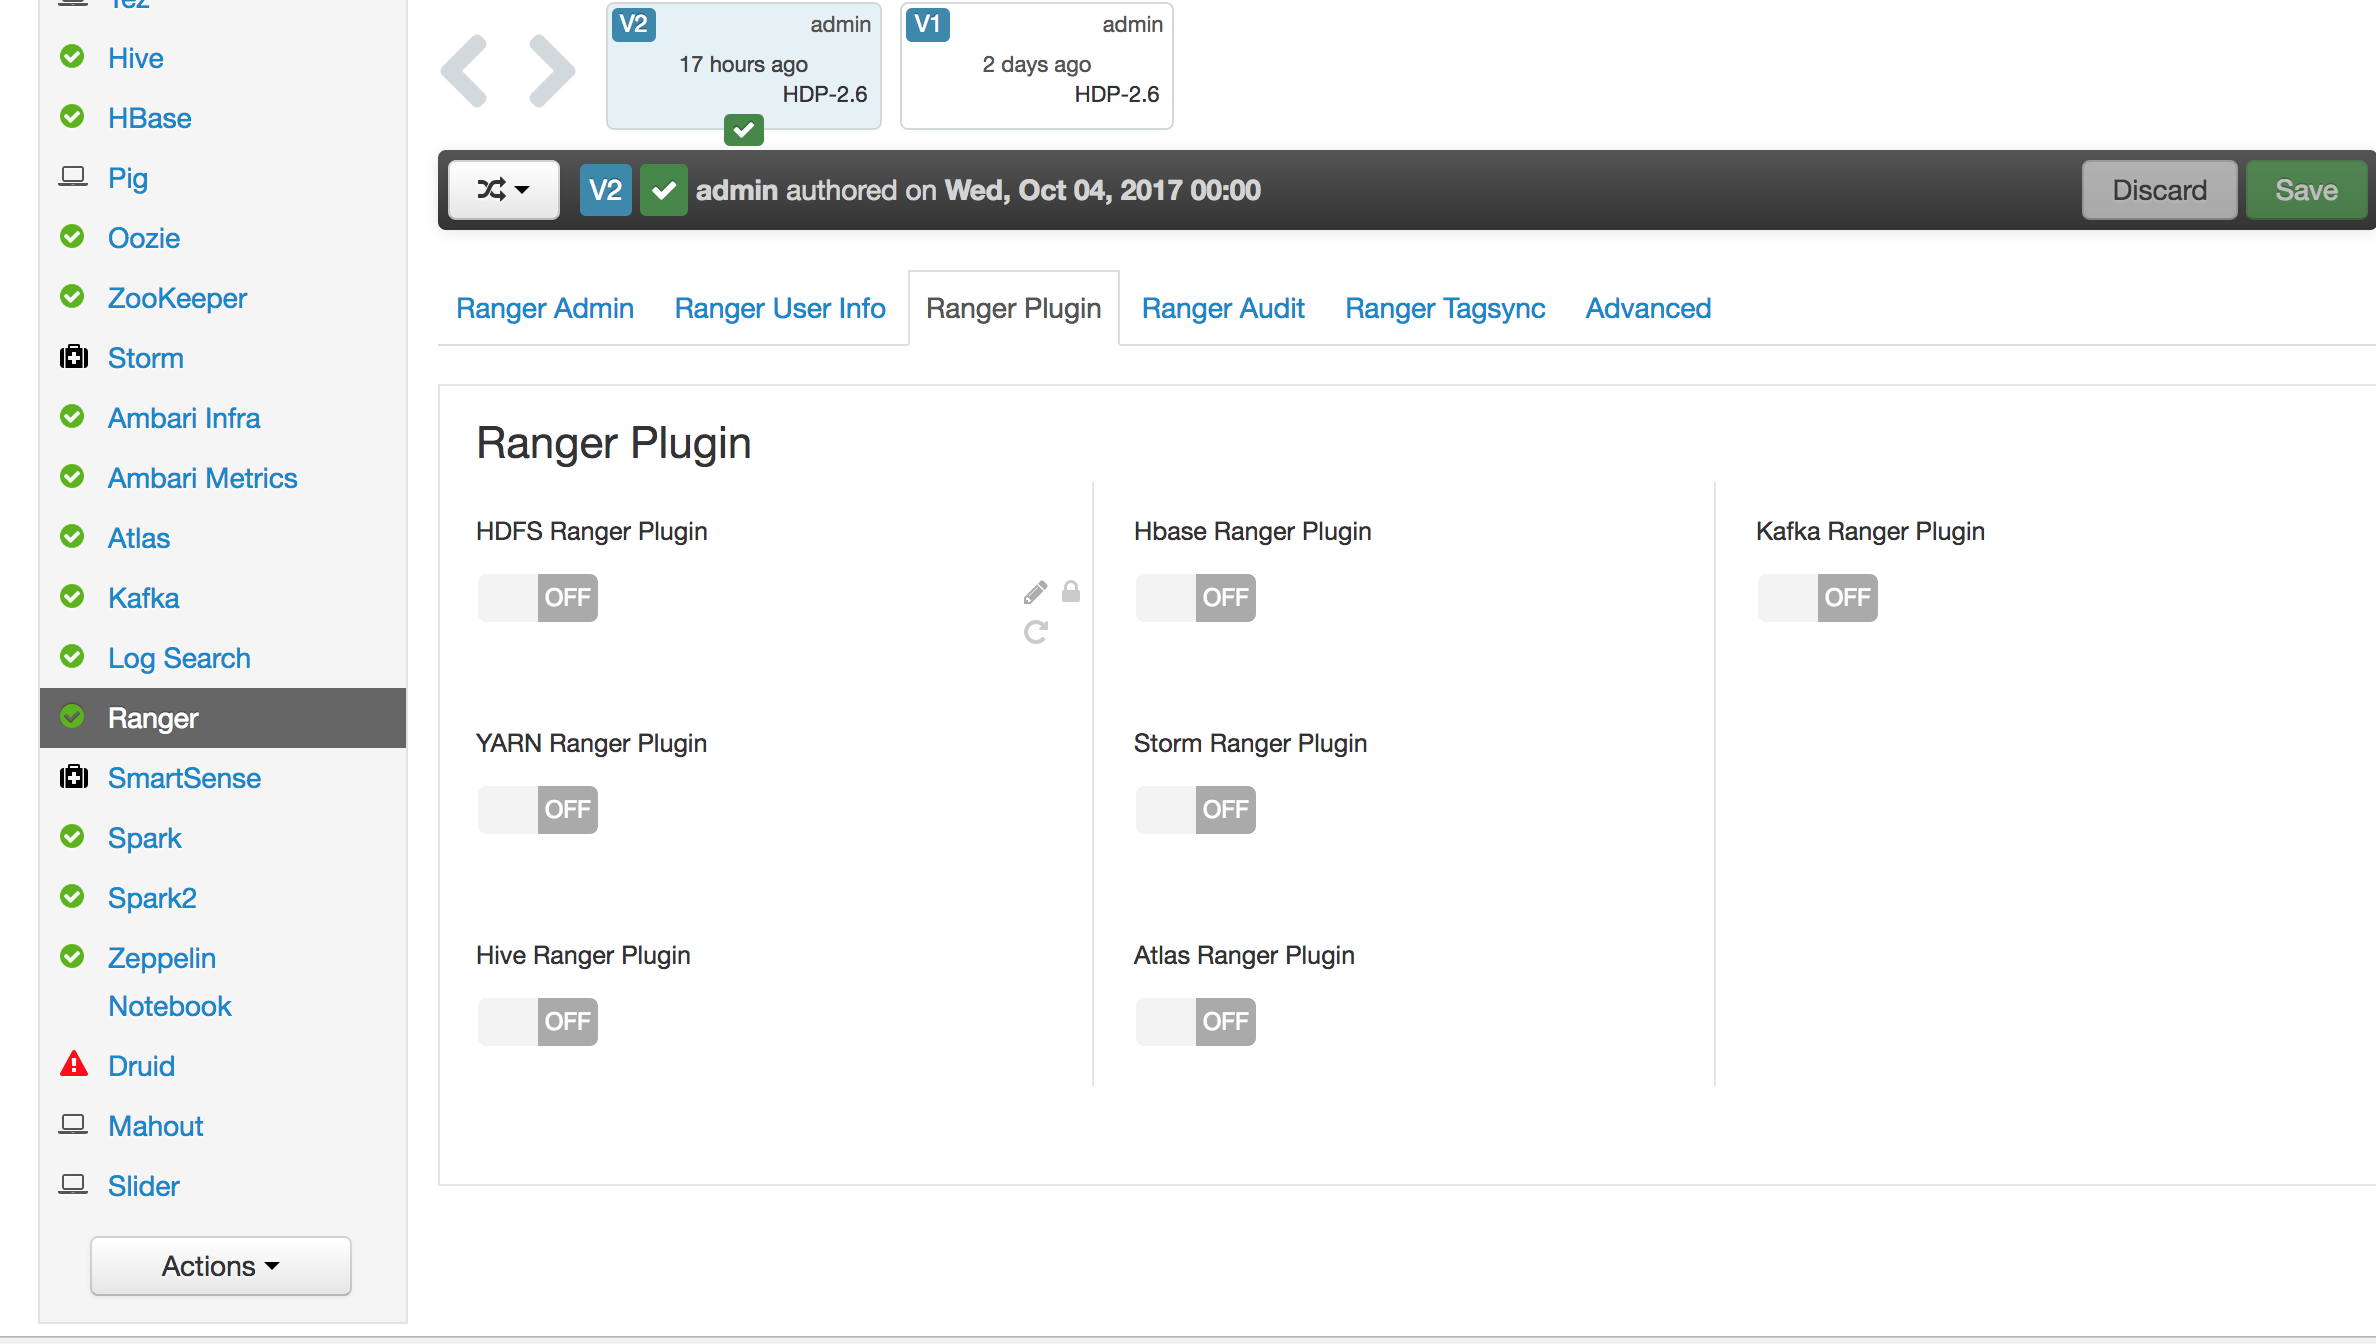 Tez
Hive
HBase
Pig
Oozie
ZooKeeper
Storm
Ambari Infra
Ambari Metrics
Atlas
Kafka
Log Search
Ranger
SmartSense
Spark
Spark2
Zeppelin
Notebook
Druid
Mahout
Slider
Actions
V2 admin
17 hours ago
HDP-2.6
V1 admin
2 days ago
HDP-2.6
V2 admin authored on Wed, Oct 04, 2017 00:00
Discard Save
Ranger Admin Ranger User Info Ranger Plugin Ranger Audit Ranger Tagsync Advanced
Ranger Plugin
HDFS Ranger Plugin
OFF
YARN Ranger Plugin
OFF
Hive Ranger Plugin
OFF
Hbase Ranger Plugin
OFF
Storm Ranger Plugin
OFF
Atlas Ranger Plugin
OFF
Kafka Ranger Plugin
OFF